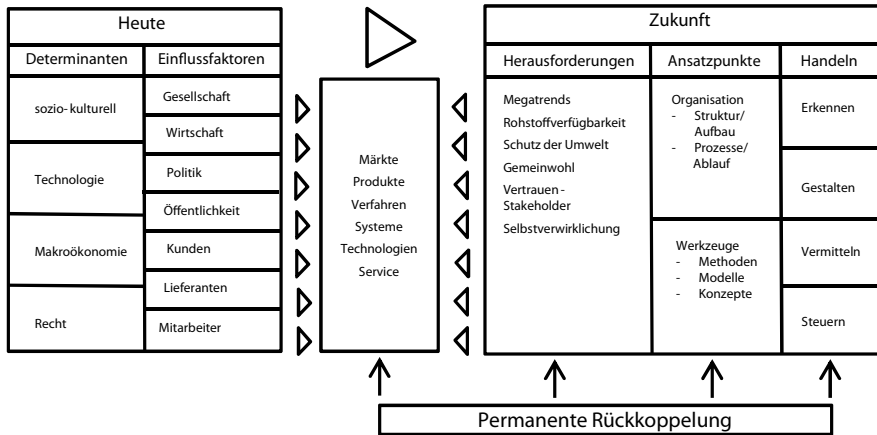 Heute
Determinanten
Einflussfaktoren
sozio-kulturell
Technologie
Makroökonomie
Recht
Gesellschaft
Wirtschaft
Politik
Öffentlichkeit
Kunden
Lieferanten
Mitarbeiter
Märkte
Produkte
Verfahren
Systeme
Technologien
Service
Zukunft
Herausforderungen
Ansatzpunkte
Handeln
Megatrends
Rohstoffverfügbarkeit
Schutz der Umwelt
Gemeinwohl
Vertrauen -
Stakeholder
Selbstverwirklichung
Organisation
- Struktur/
Aufbau
- Prozesse/
Ablauf
Werkzeuge
- Methoden
- Modelle
- Konzepte
Erkennen
Gestalten
Vermitteln
Steuern
Permanente Rückkoppelung